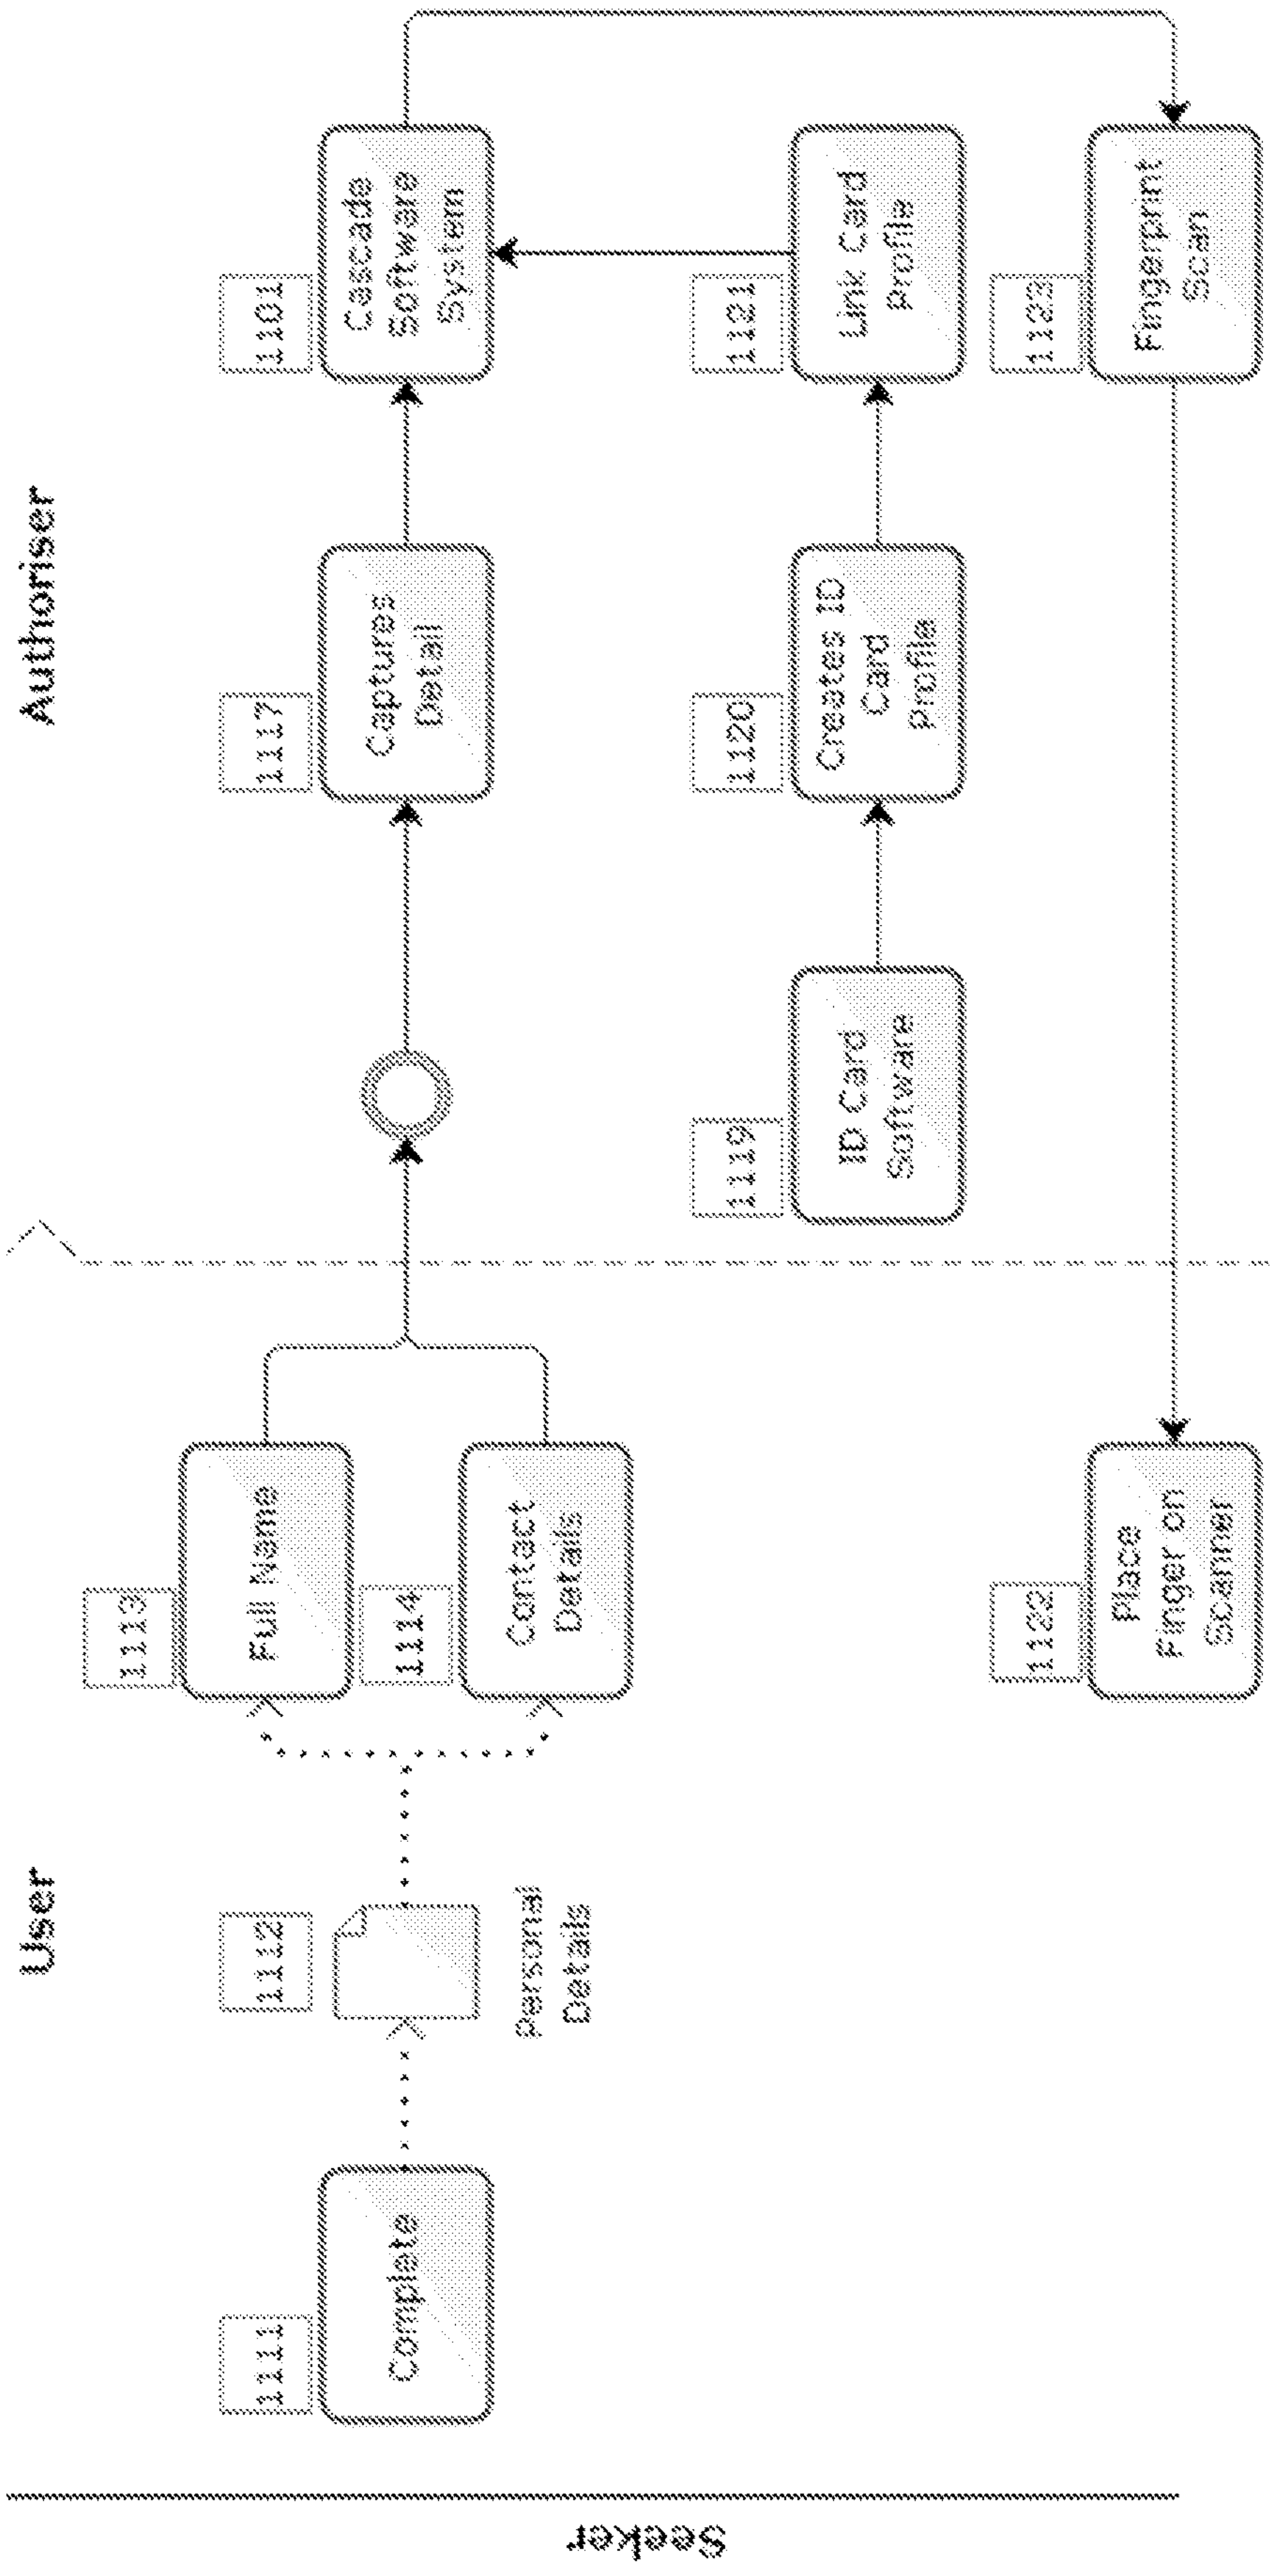 Seeker
User
Authoriser
1111
Complete
1112
Personal
Details
1113
Full Name
1114
Contact
Details
1117
Captures
Detail
1101
Cascade
Software
System
1119
ID Card
Software
1120
Creates ID
Card
Profile
1121
Link Card
Profile
1122
Place
Finger on
Scanner
1123
Fingerprint
Scan